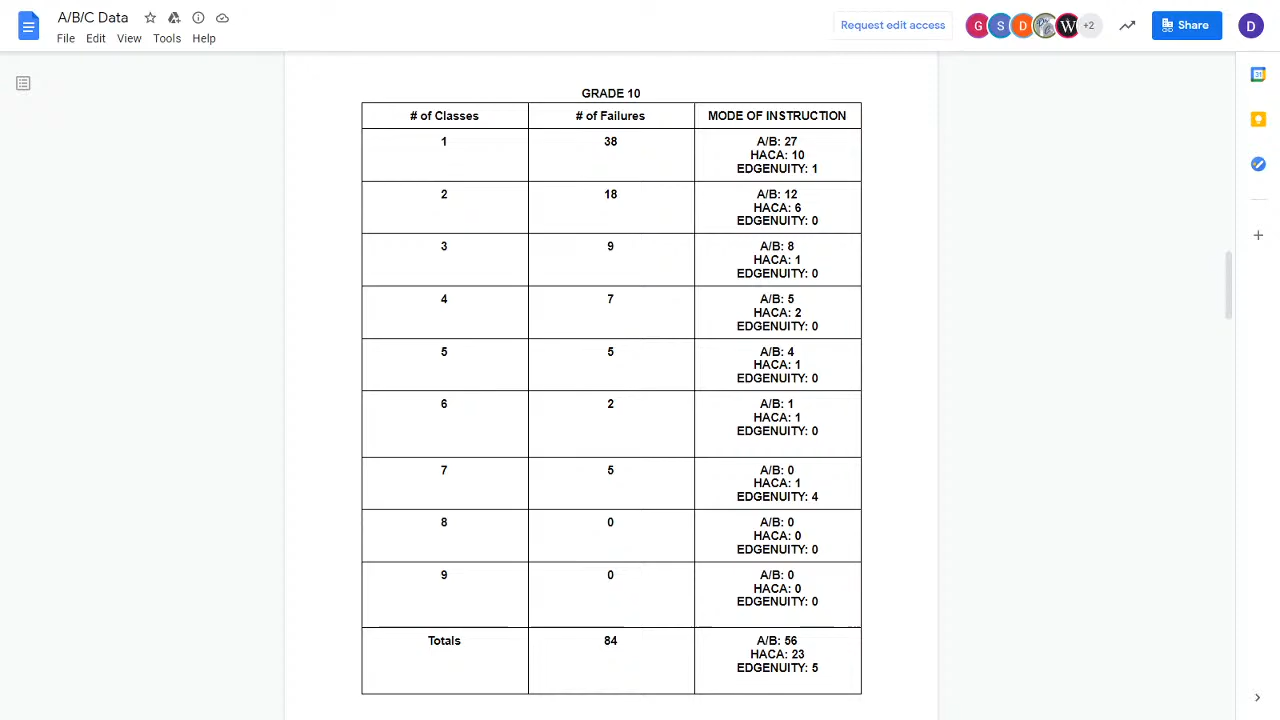 A/B/C Data
File Edit View Tools Help
Request edit access
G S D W +2
Share
D
GRADE 10
# of Classes # of Failures MODE OF INSTRUCTION
1 38 A/B: 27
HACA: 10
EDGENUITY: 1
2 18 A/B: 12
HACA: 6
EDGENUITY: 0
3 9 A/B: 8
HACA: 1
EDGENUITY: 0
4 7 A/B: 5
HACA: 2
EDGENUITY: 0
5 5 A/B: 4
HACA: 1
EDGENUITY: 0
6 2 A/B: 1
HACA: 1
EDGENUITY: 0
7 5 A/B: 0
HACA: 1
EDGENUITY: 4
8 0 A/B: 0
HACA: 0
EDGENUITY: 0
9 0 A/B: 0
HACA: 0
EDGENUITY: 0
Totals 84 A/B: 56
HACA: 23
EDGENUITY: 5